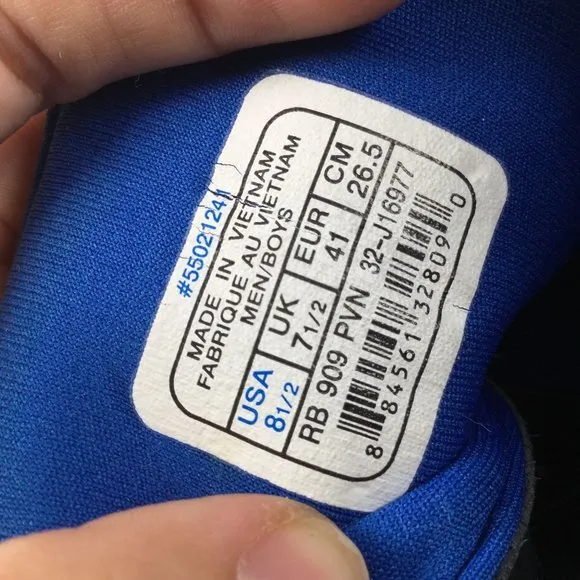 #550212411
MADE IN VIETNAM
FABRIQUE AU VIETNAM
MEN/BOYS
USA UK EUR CM
8 1/2 7 1/2 41 26.5
RB 909 PVN 32-J16977
8 84561 32809 0